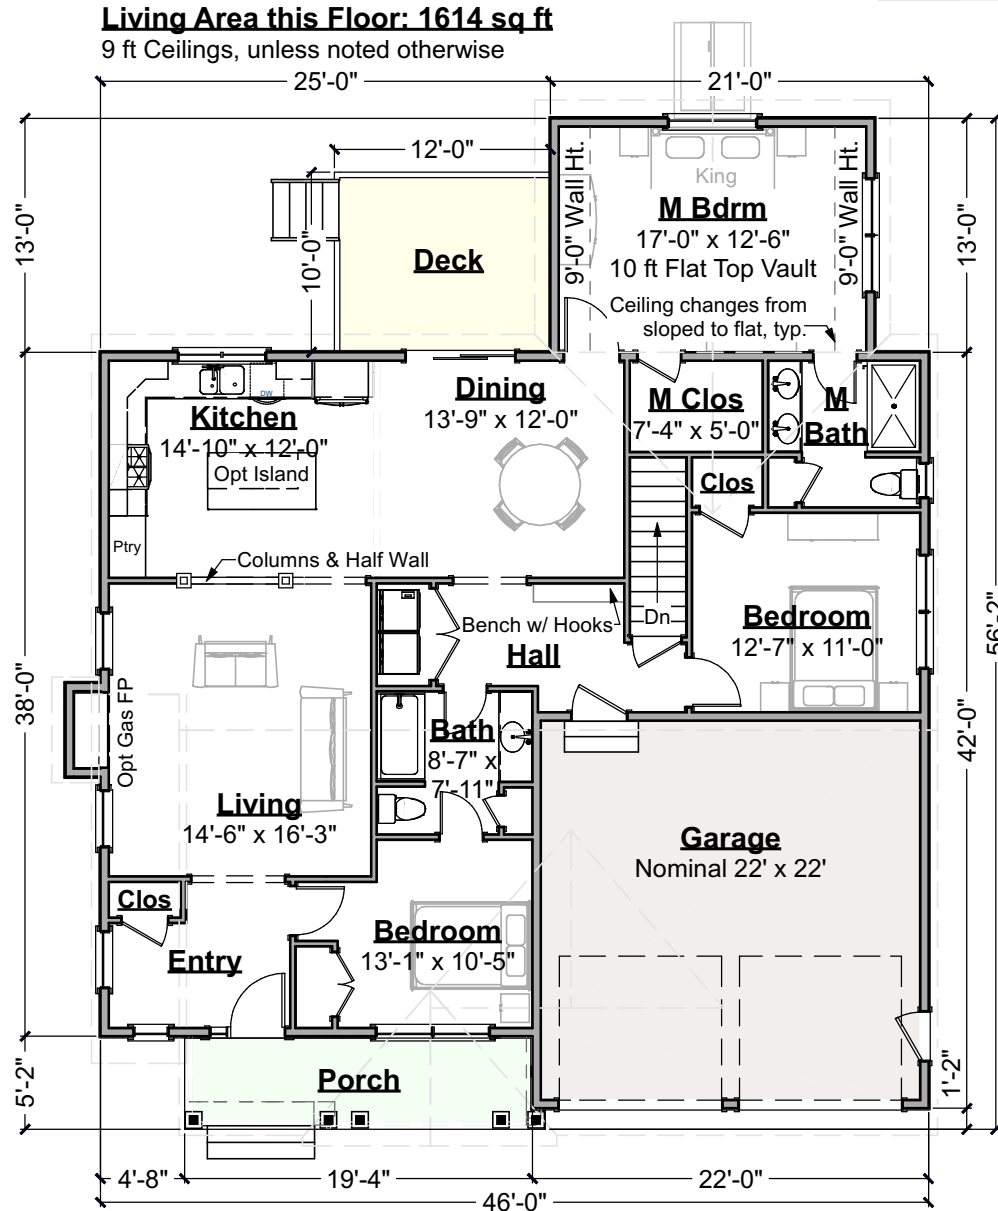 Living Area this Floor: 1614 sq ft
9 ft Ceilings, unless noted otherwise
25'-0"
21'-0"
12'-0"
10'-0"
13'-0"
13'-0"
Deck
9'-0" Wall Ht.
9'-0" Wall Ht.
King
M Bdrm
17'-0" x 12'-6"
10 ft Flat Top Vault
Ceiling changes from
sloped to flat, typ.
Kitchen
14'-10" x 12'-0"
DW
Opt Island
Ptry
Dining
13'-9" x 12'-0"
M Clos
7'-4" x 5'-0"
M
Bath
Clos
Columns & Half Wall
Bench w/ Hooks
Hall
Dn
Bedroom
12'-7" x 11'-0"
38'-0"
56'-2"
42'-0"
Opt Gas FP
Bath
8'-7" x
7'-11"
Living
14'-6" x 16'-3"
Garage
Nominal 22' x 22'
Clos
Entry
Bedroom
13'-1" x 10'-5"
Porch
5'-2"
1'-2"
4'-8"
19'-4"
22'-0"
46'-0"